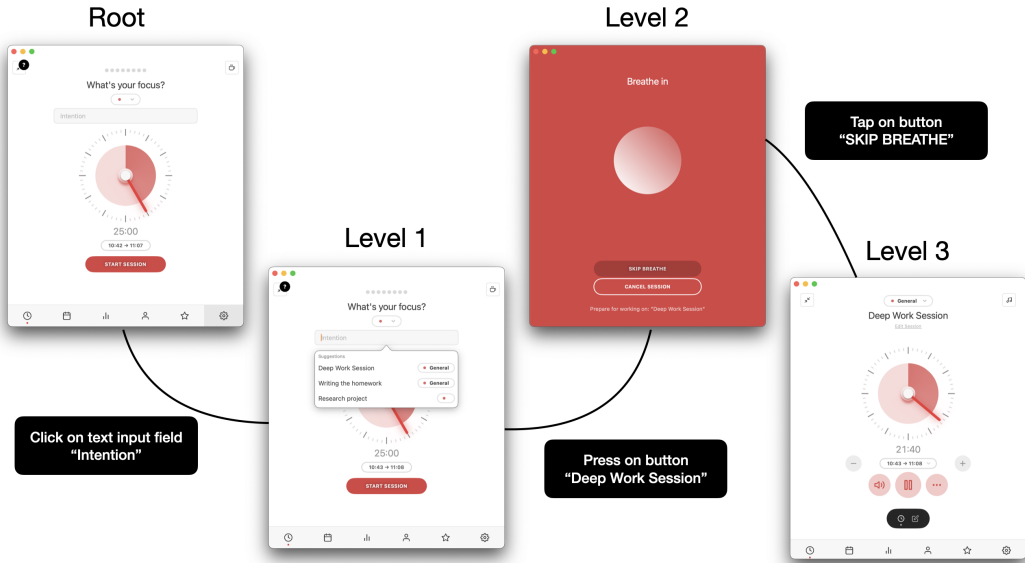 Root
?
What's your focus?
Intention
25:00
10:42 → 11:07
START SESSION
Click on text input field
"Intention"
Level 1
?
What's your focus?
Intention
Suggestions
Deep Work Session
General
Writing the homework
General
Research project
25:00
10:43 → 11:08
START SESSION
Press on button
"Deep Work Session"
Level 2
Breathe in
SKIP BREATHE
CANCEL SESSION
Prepare for working on: "Deep Work Session"
Tap on button
"SKIP BREATHE"
Level 3
General
Deep Work Session
Edit Session
21:40
10:43 → 11:08